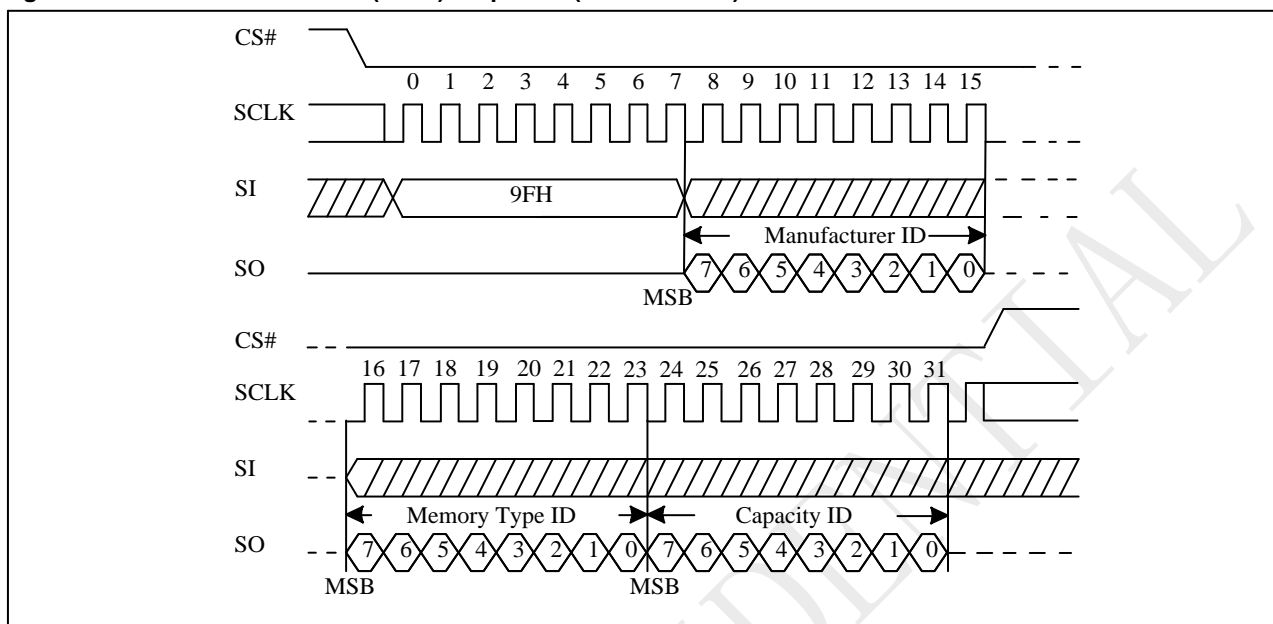 CS#
0 1 2 3 4 5 6 7 8 9 10 11 12 13 14 15
SCLK
SI
9FH
Manufacturer ID
SO
7 6 5 4 3 2 1 0
MSB
CS#
16 17 18 19 20 21 22 23 24 25 26 27 28 29 30 31
SCLK
SI
Memory Type ID Capacity ID
SO
7 6 5 4 3 2 1 0 7 6 5 4 3 2 1 0
MSB MSB